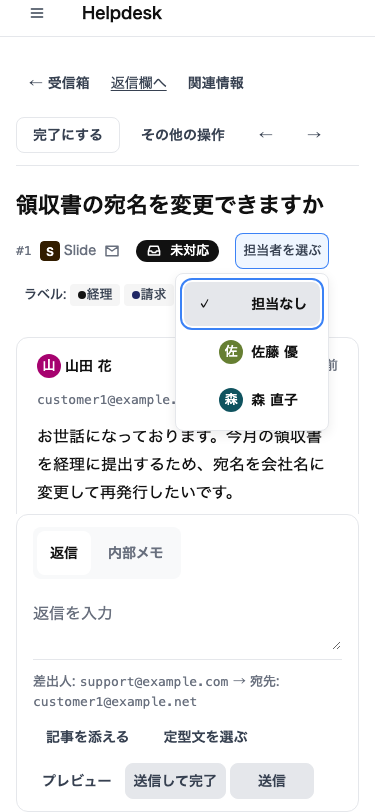 Helpdesk
← 受信箱 返信欄へ 関連情報
完了にする その他の操作 ← →
領収書の宛名を変更できますか
#1 S Slide 未対応 担当者を選ぶ
ラベル: 経理 請求
✓ 担当なし
佐 佐藤 優
森 森 直子
山 山田 花 前
customer1@example.
お世話になっております。今月の領収書
を経理に提出するため、宛名を会社名に
変更して再発行したいです。
返信 内部メモ
返信を入力
差出人: support@example.com → 宛先:
customer1@example.net
記事を添える 定型文を選ぶ
プレビュー 送信して完了 送信